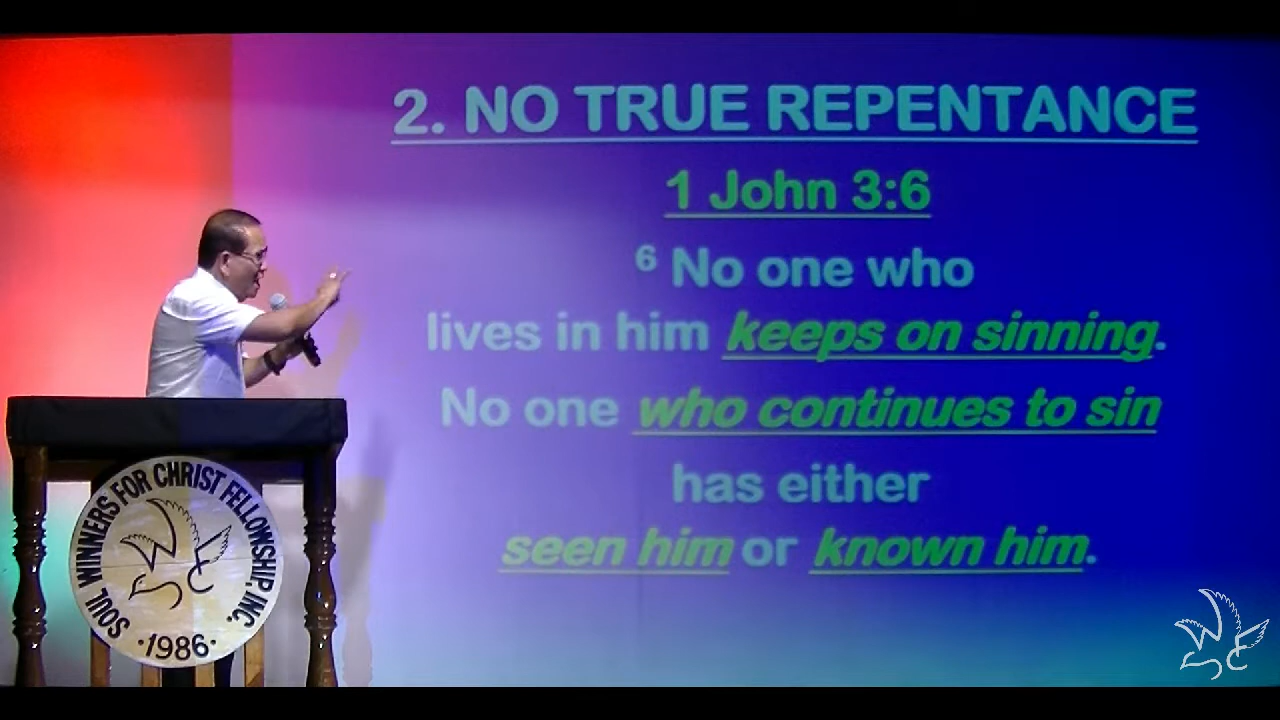 2. NO TRUE REPENTANCE
1 John 3:6
6 No one who
lives in him keeps on sinning.
No one who continues to sin
has either
seen him or known him.
SOUL WINNERS FOR CHRIST FELLOWSHIP, INC.
·1986·